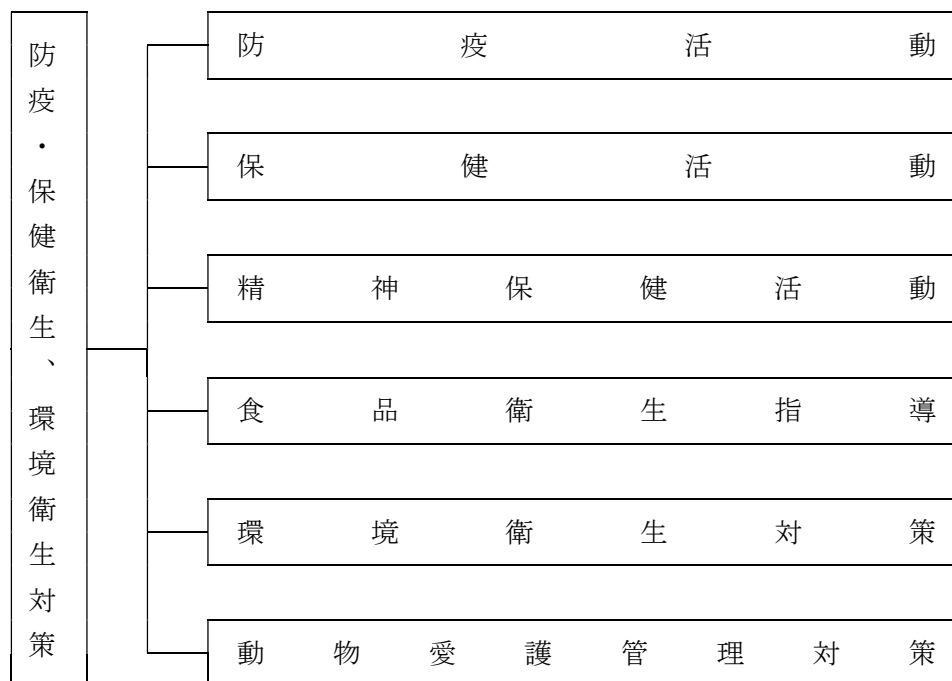 防疫・保健衛生、環境衛生対策
防疫活動
保健活動
精神保健活動
食品衛生指導
環境衛生対策
動物愛護管理対策